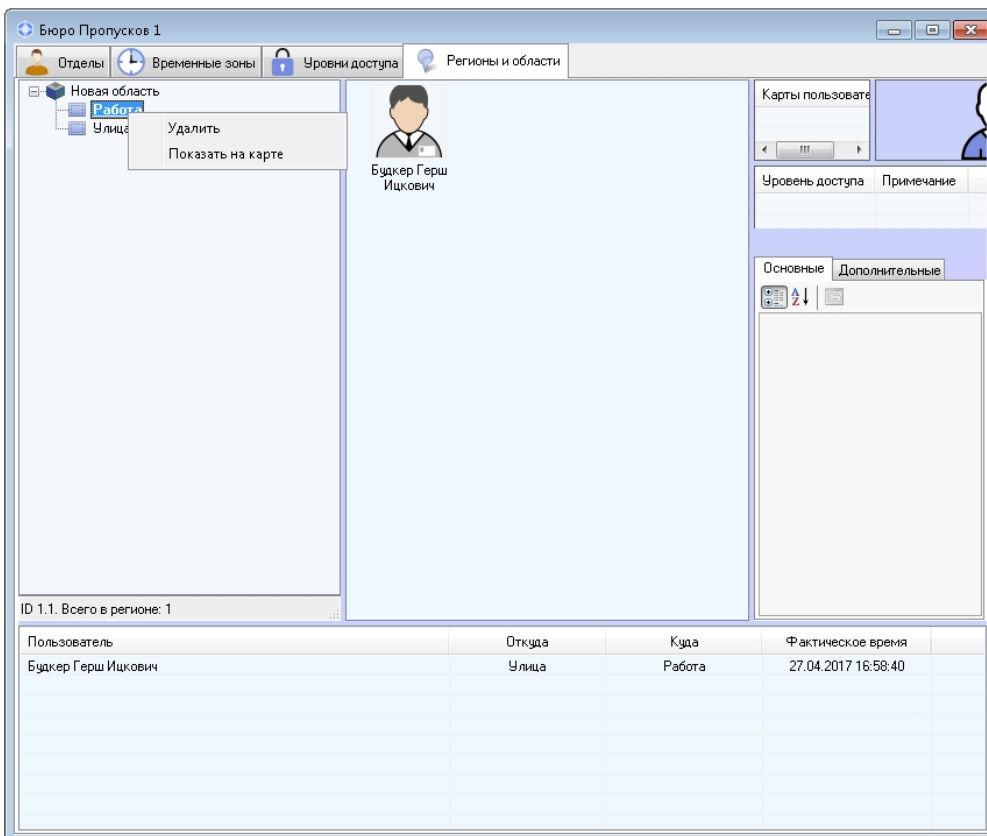 Бюро Пропусков 1
Отделы
Временные зоны
Уровни доступа
Регионы и области
Новая область
Работа
Улица
Удалить
Показать на карте
Будкер Герш
Ицкович
Карты пользовате
Уровень доступа Примечание
Основные Дополнительные
ID 1.1. Всего в регионе: 1
Пользователь Откуда Куда Фактическое время
Будкер Герш Ицкович Улица Работа 27.04.2017 16:58:40